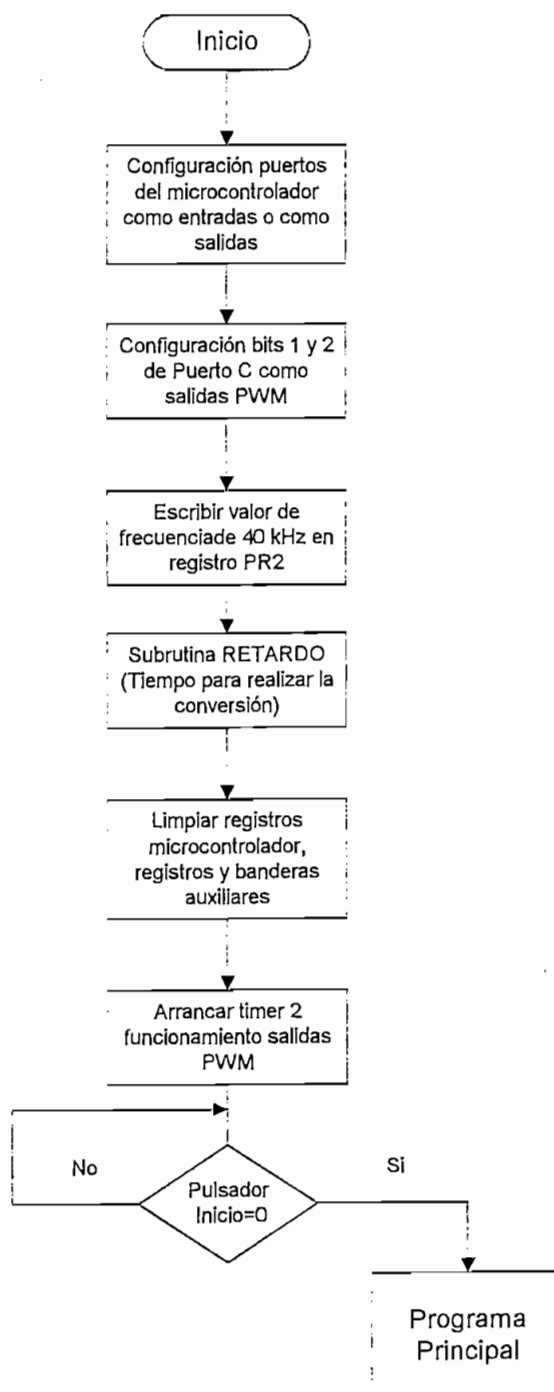 Inicio
Configuración puertos
del microcontrolador
como entradas o como
salidas
Configuración bits 1 y 2
de Puerto C como
salidas PWM
Escribir valor de
frecuenciade 40 kHz en
registro PR2
Subrutina RETARDO
(Tiempo para realizar la
conversión)
Limpiar registros
microcontrolador,
registros y banderas
auxiliares
Arrancar timer 2
funcionamiento salidas
PWM
No
Si
Pulsador
Inicio=0
Programa
Principal